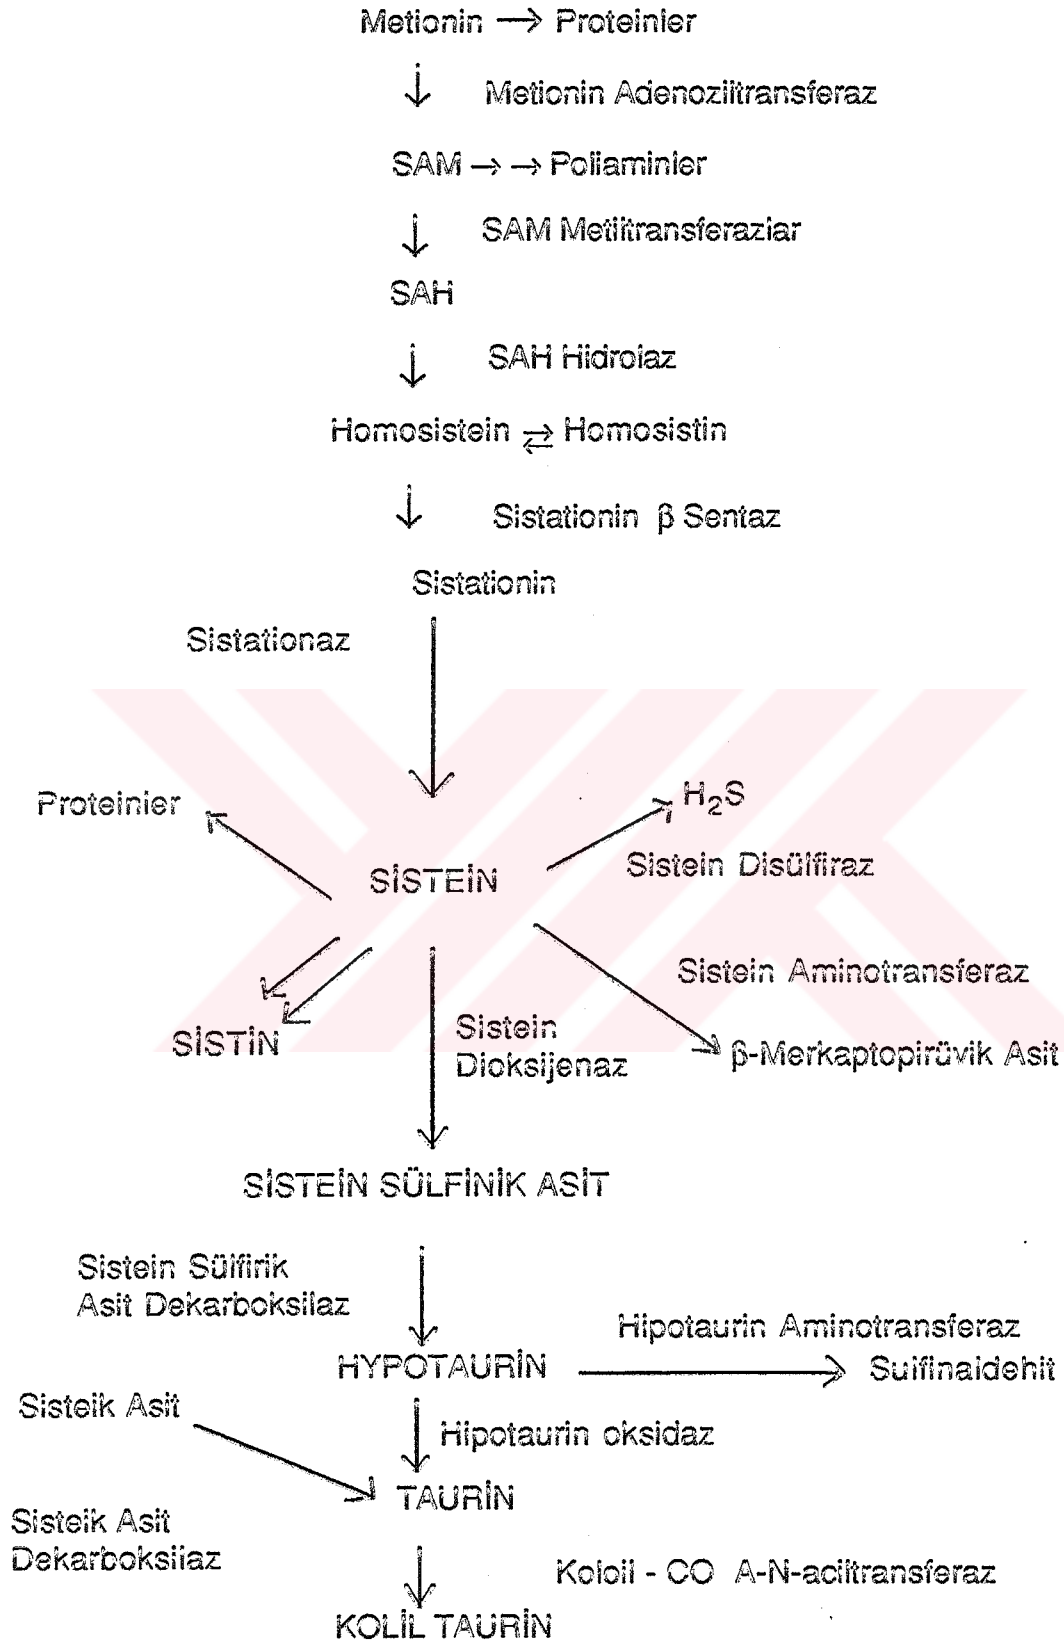 Metionin → Proteinler
Metionin Adenoziltransferaz
SAM → → Poliaminler
SAM Metiltransferazlar
SAH
SAH Hidrolaz
Homosistein ⇄ Homosistin
Sistationin β Sentaz
Sistationin
Sistationaz
Proteinler
H₂S
SİSTEİN
Sistein Disülfiraz
Sistein Aminotransferaz
SİSTİN
Sistein
Dioksijenaz
β-Merkaptopirüvik Asit
SİSTEİN SÜLFİNİK ASİT
Sistein Sülfirik
Asit Dekarboksilaz
Hipotaurin Aminotransferaz
HYPOTAURİN
Sulfinaldehit
Sisteik Asit
Hipotaurin oksidaz
TAURİN
Sisteik Asit
Dekarboksilaz
Koloil - CO A-N-aciltransferaz
KOLİL TAURİN